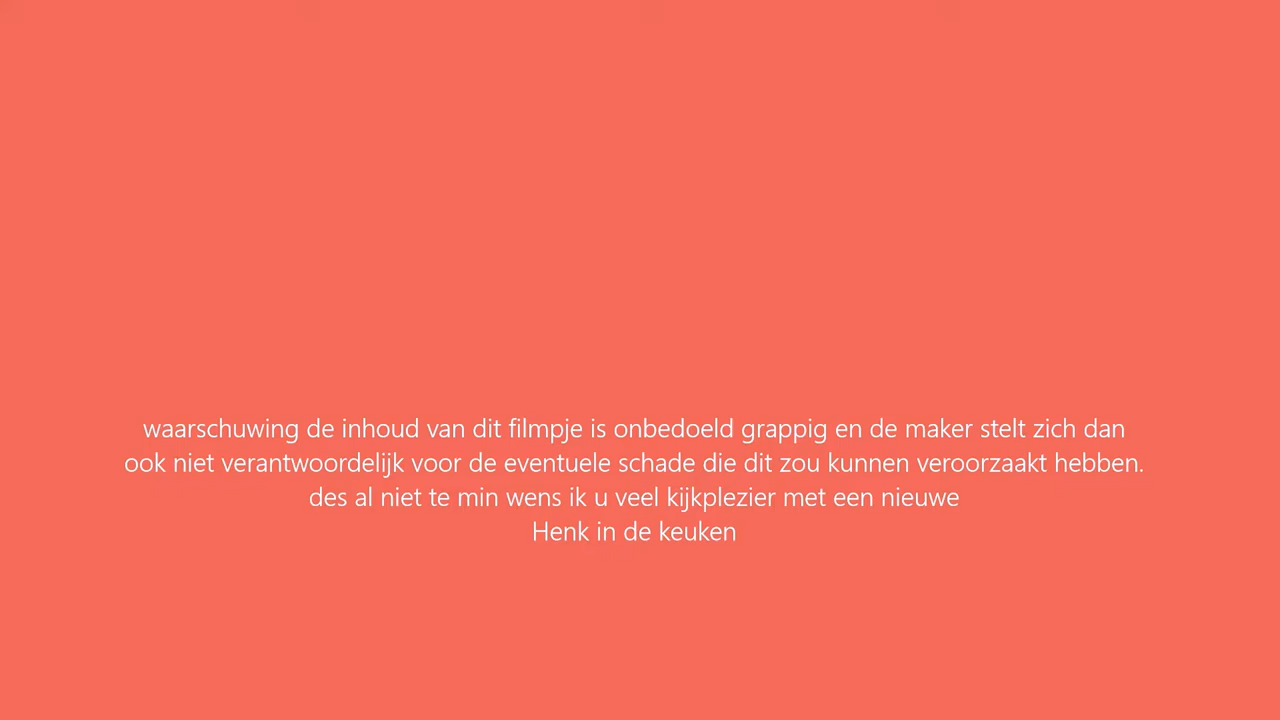 waarschuwing de inhoud van dit filmpje is onbedoeld grappig en de maker stelt zich dan
ook niet verantwoordelijk voor de eventuele schade die dit zou kunnen veroorzaakt hebben.
des al niet te min wens ik u veel kijkplezier met een nieuwe
Henk in de keuken